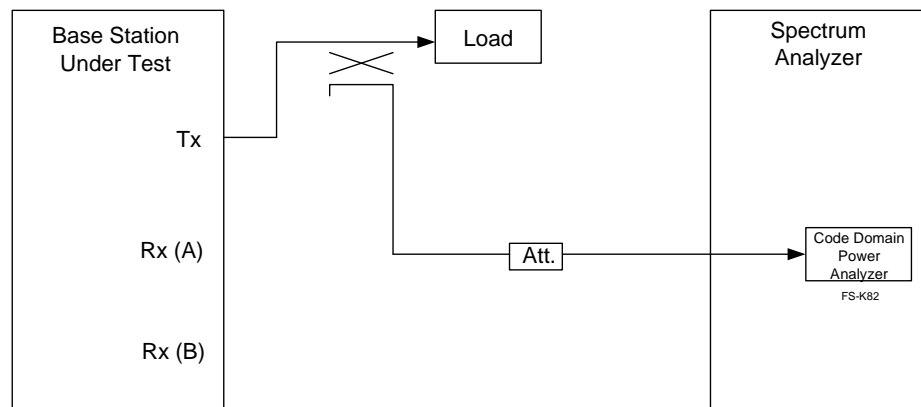 Base Station
Under Test
Tx
Rx (A)
Rx (B)
Load
Att.
Spectrum
Analyzer
Code Domain
Power
Analyzer
FS-K82